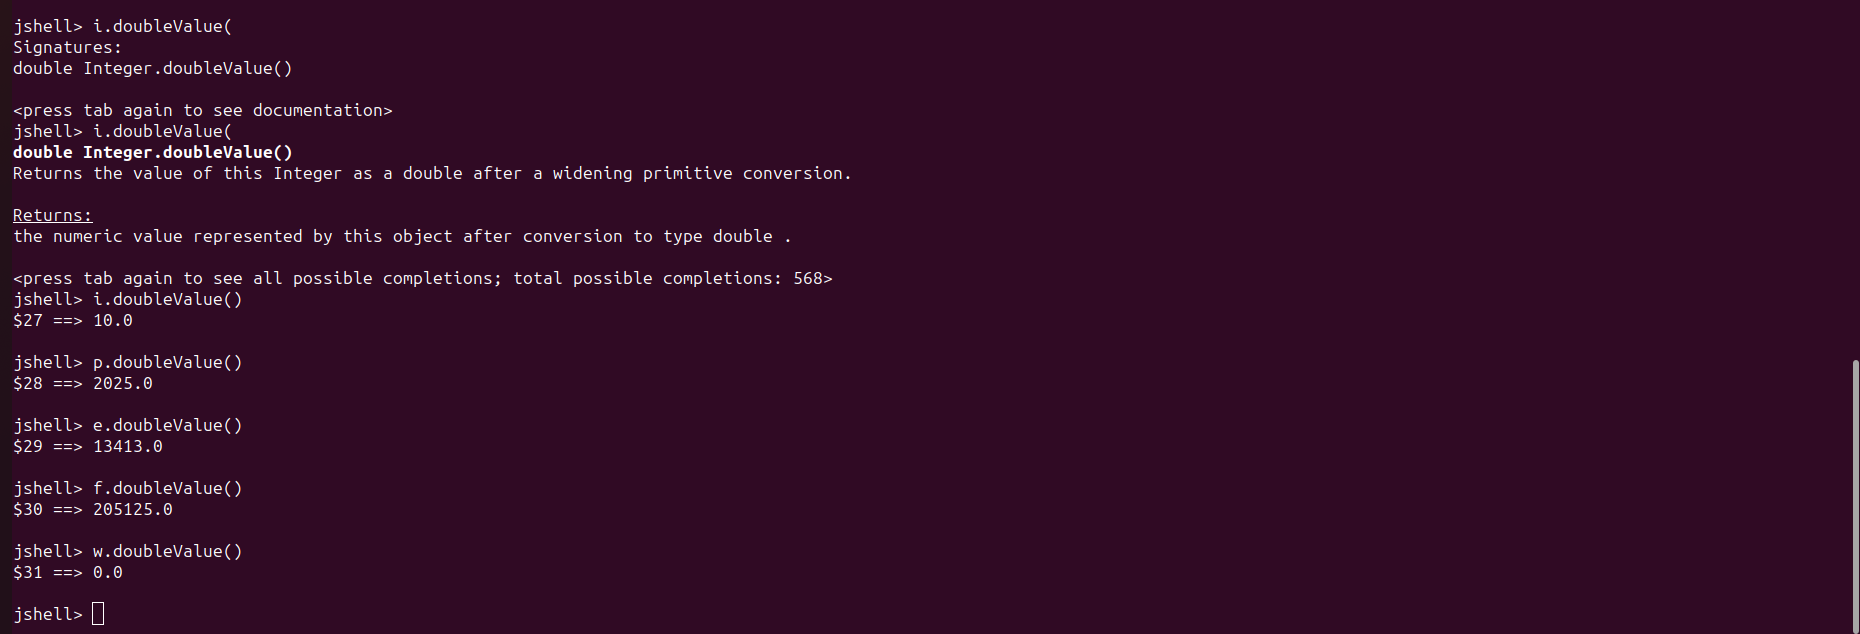 jshell> i.doubleValue(
Signatures:
double Integer.doubleValue()
<press tab again to see documentation>
jshell> i.doubleValue(
double Integer.doubleValue()
Returns the value of this Integer as a double after a widening primitive conversion.
Returns:
the numeric value represented by this object after conversion to type double .
<press tab again to see all possible completions; total possible completions: 568>
jshell> i.doubleValue()
$27 ==> 10.0
jshell> p.doubleValue()
$28 ==> 2025.0
jshell> e.doubleValue()
$29 ==> 13413.0
jshell> f.doubleValue()
$30 ==> 205125.0
jshell> w.doubleValue()
$31 ==> 0.0
jshell>